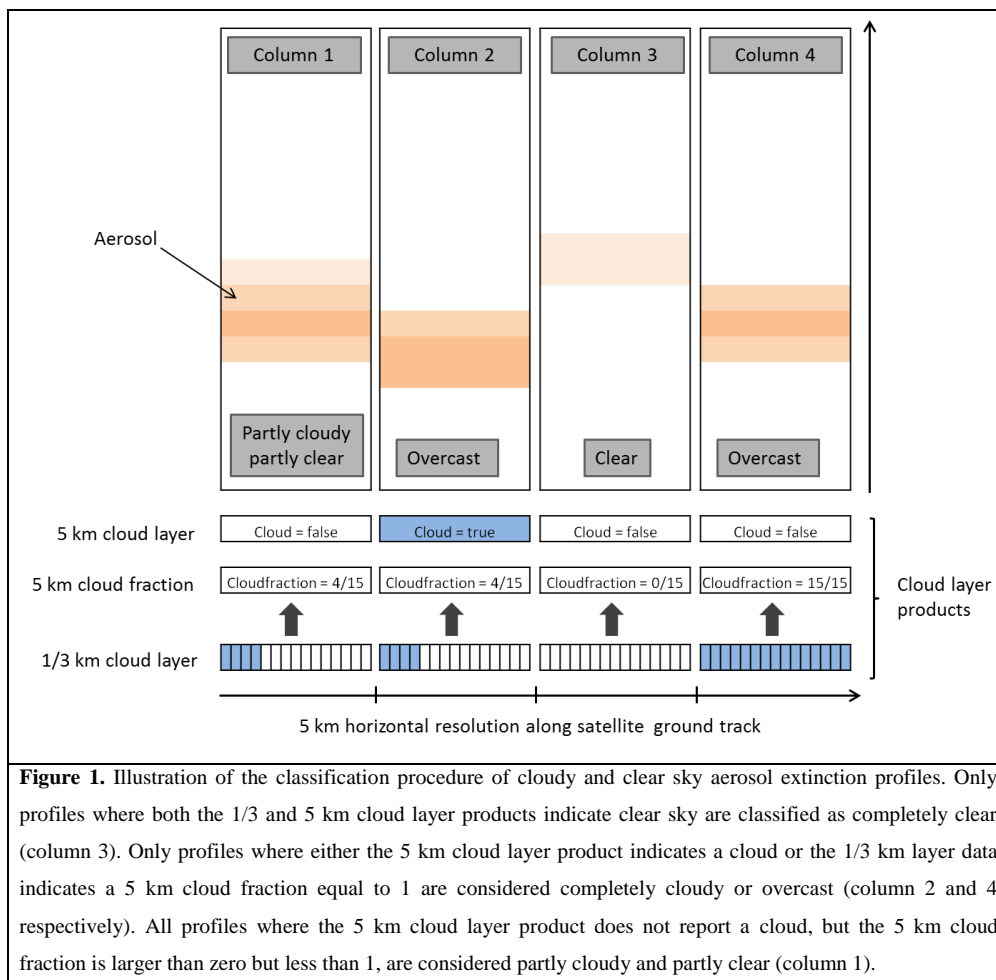 Column 1
Column 2
Column 3
Column 4
Aerosol
Partly cloudy
partly clear
Overcast
Clear
Overcast
5 km cloud layer
Cloud = false
Cloud = true
Cloud = false
Cloud = false
5 km cloud fraction
Cloudfraction = 4/15
Cloudfraction = 4/15
Cloudfraction = 0/15
Cloudfraction = 15/15
Cloud layer
products
1/3 km cloud layer
5 km horizontal resolution along satellite ground track
Figure 1. Illustration of the classification procedure of cloudy and clear sky aerosol extinction profiles. Only
profiles where both the 1/3 and 5 km cloud layer products indicate clear sky are classified as completely clear
(column 3). Only profiles where either the 5 km cloud layer product indicates a cloud or the 1/3 km layer data
indicates a 5 km cloud fraction equal to 1 are considered completely cloudy or overcast (column 2 and 4
respectively). All profiles where the 5 km cloud layer product does not report a cloud, but the 5 km cloud
fraction is larger than zero but less than 1, are considered partly cloudy and partly clear (column 1).